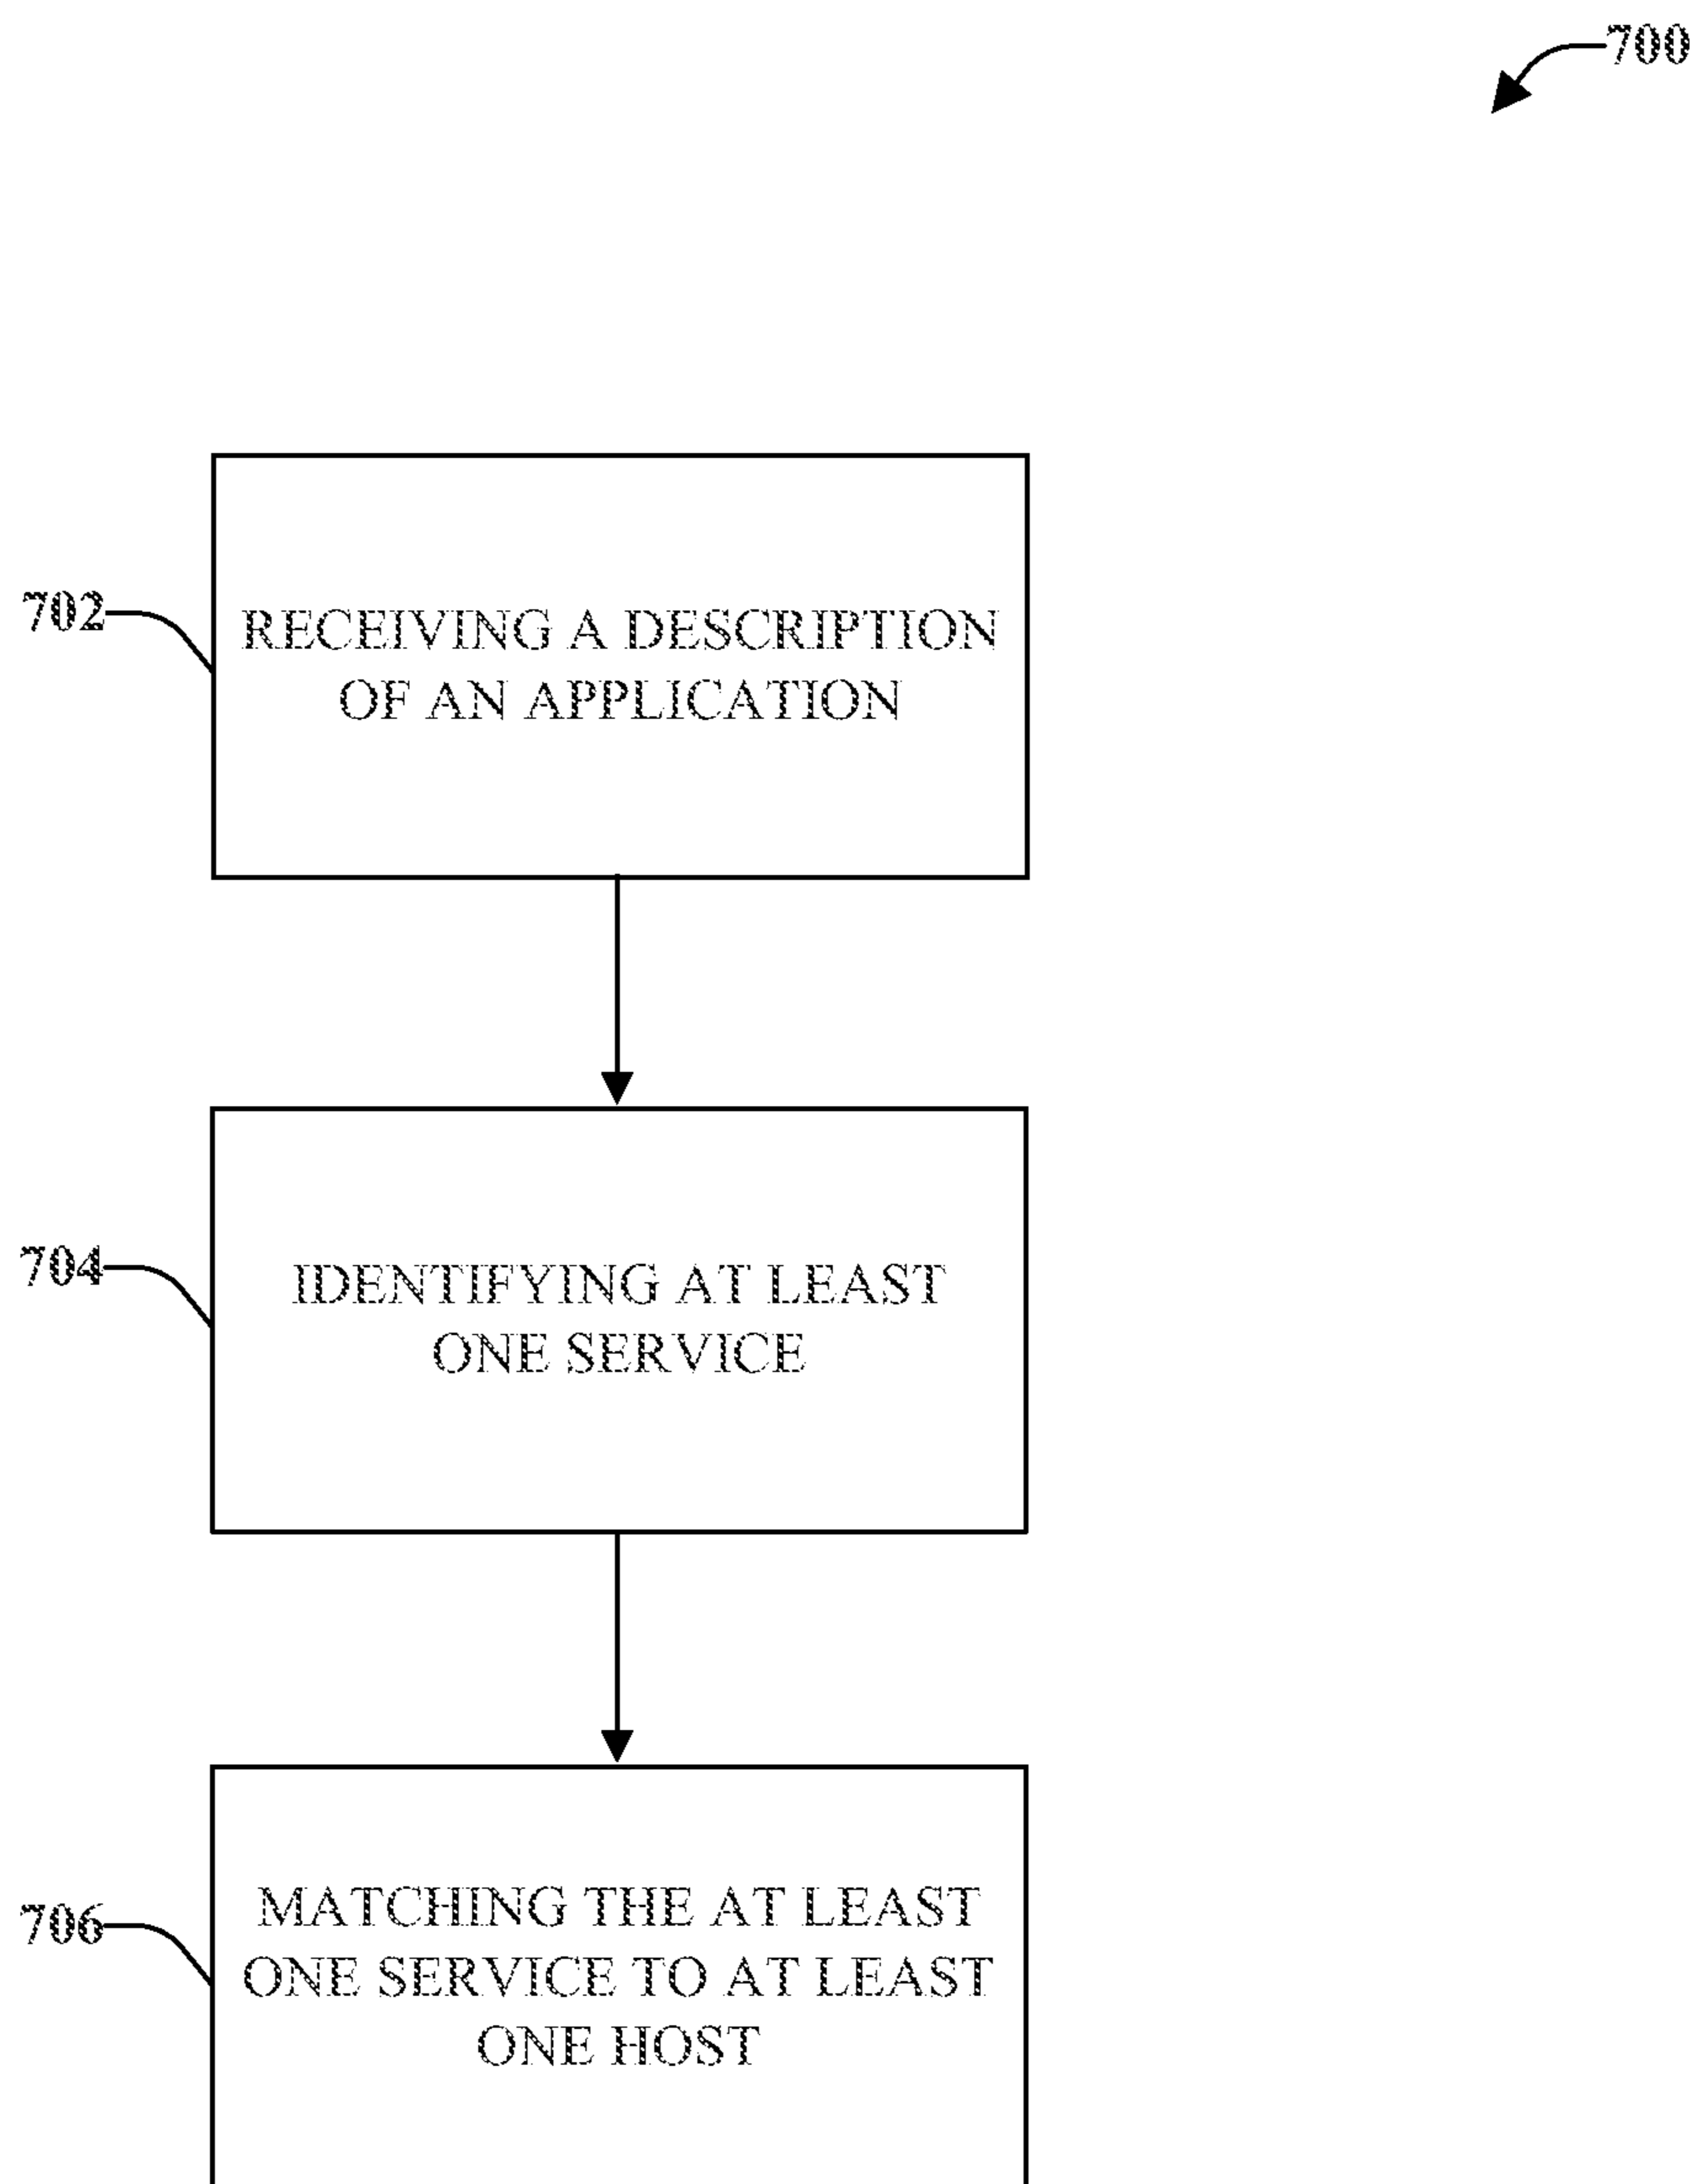 700
702
RECEIVING A DESCRIPTION
OF AN APPLICATION
704
IDENTIFYING AT LEAST
ONE SERVICE
706
MATCHING THE AT LEAST
ONE SERVICE TO AT LEAST
ONE HOST